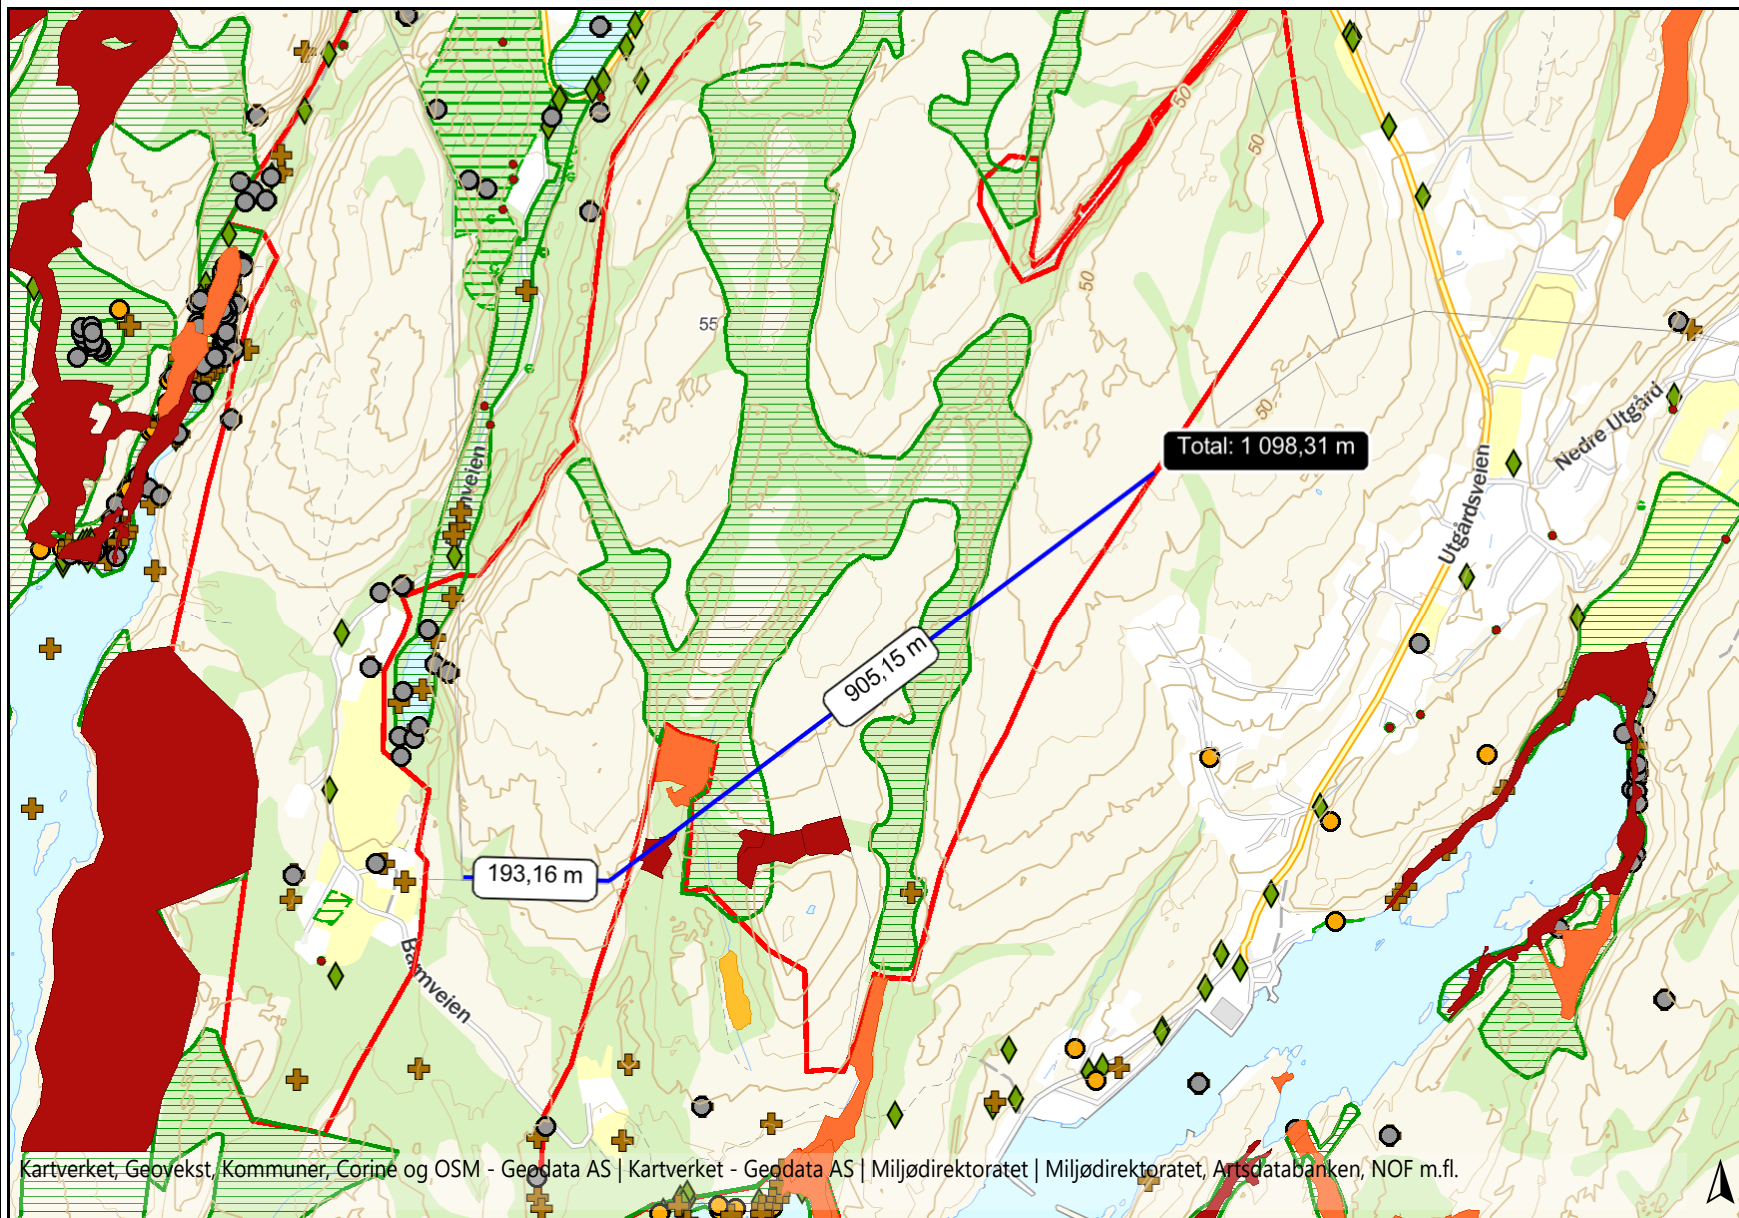 50
50
50
55
50
Total: 1 098,31 m
Nedre Utgård
Utgårdsveien
905,15 m
193,16 m
Bålmveien
Kartverket, Geovekst, Kommuner, Corine og OSM - Geodata AS | Kartverket - Geodata AS | Miljødirektoratet | Miljødirektoratet, Artsdatabanken, NOF m.fl.